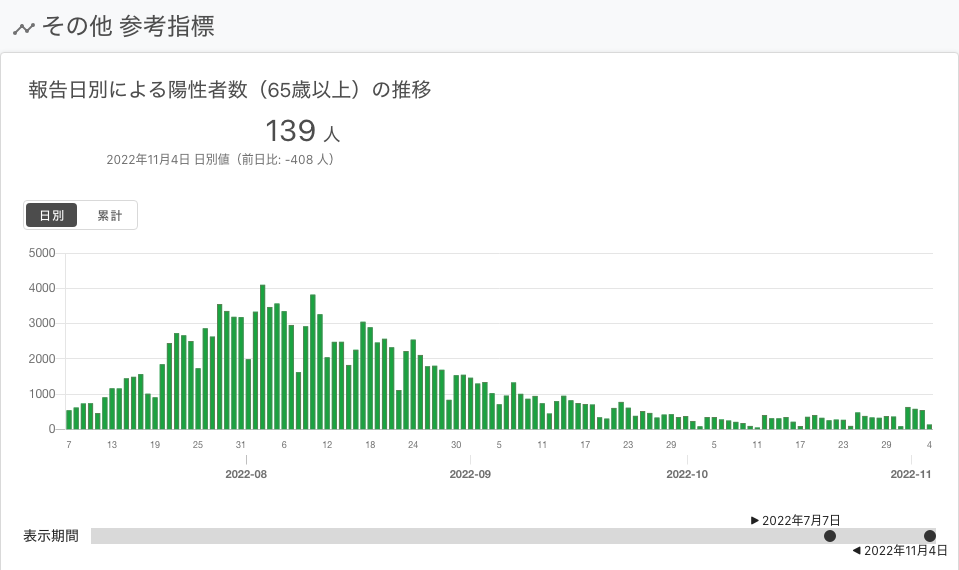 その他 参考指標
報告日別による陽性者数（65歳以上）の推移
139 人
2022年11月4日 日別値（前日比: -408 人）
日別 累計
5000
4000
3000
2000
1000
0
7 13 19 25 31 6 12 18 24 30 5 11 17 23 29 5 11 17 23 29 4
2022-08 2022-09 2022-10 2022-11
▶ 2022年7月7日
表示期間
◀ 2022年11月4日